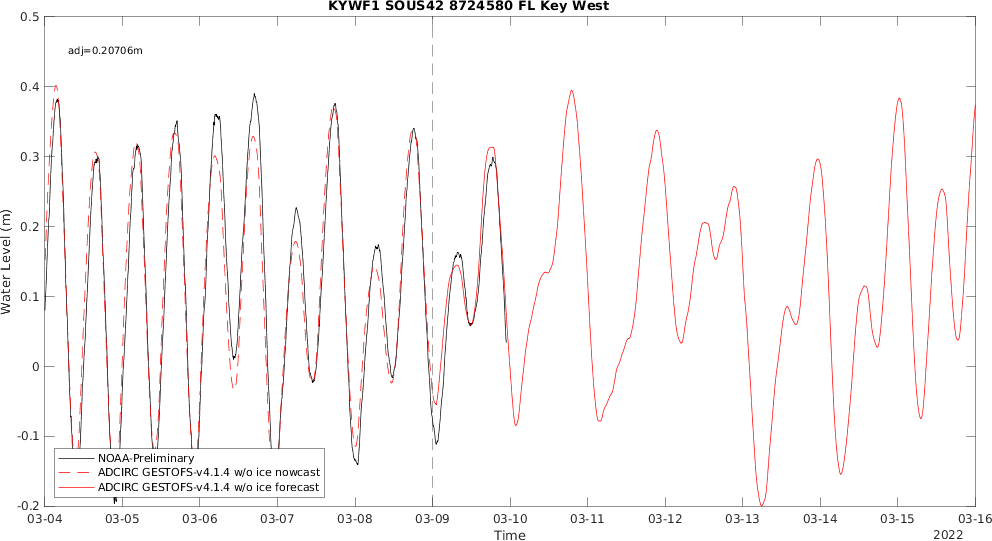 KYWF1 SOUS42 8724580 FL Key West
adj=0.20706m
Water Level (m)
0.5
0.4
0.3
0.2
0.1
0
-0.1
-0.2
NOAA-Preliminary
ADCIRC GESTOFS-v4.1.4 w/o ice nowcast
ADCIRC GESTOFS-v4.1.4 w/o ice forecast
03-04 03-05 03-06 03-07 03-08 03-09 03-10 03-11 03-12 03-13 03-14 03-15 03-16
Time
2022